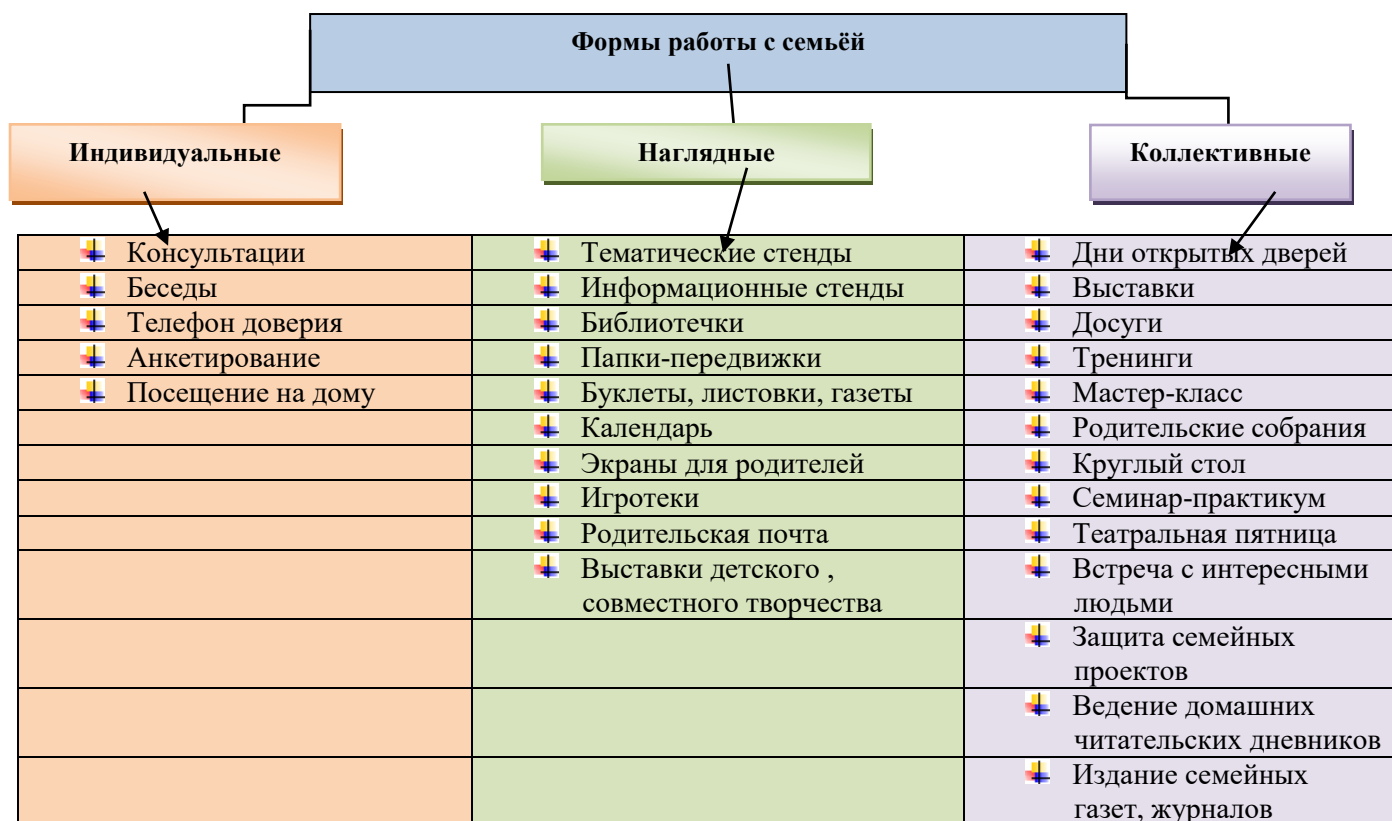 Формы работы с семьёй
Индивидуальные
Наглядные
Коллективные
Консультации
Тематические стенды
Дни открытых дверей
Беседы
Информационные стенды
Выставки
Телефон доверия
Библиотечки
Досуги
Анкетирование
Папки-передвижки
Тренинги
Посещение на дому
Буклеты, листовки, газеты
Мастер-класс
Календарь
Родительские собрания
Экраны для родителей
Круглый стол
Игротеки
Семинар-практикум
Родительская почта
Театральная пятница
Выставки детского ,
совместного творчества
Встреча с интересными
людьми
Защита семейных
проектов
Ведение домашних
читательских дневников
Издание семейных
газет, журналов